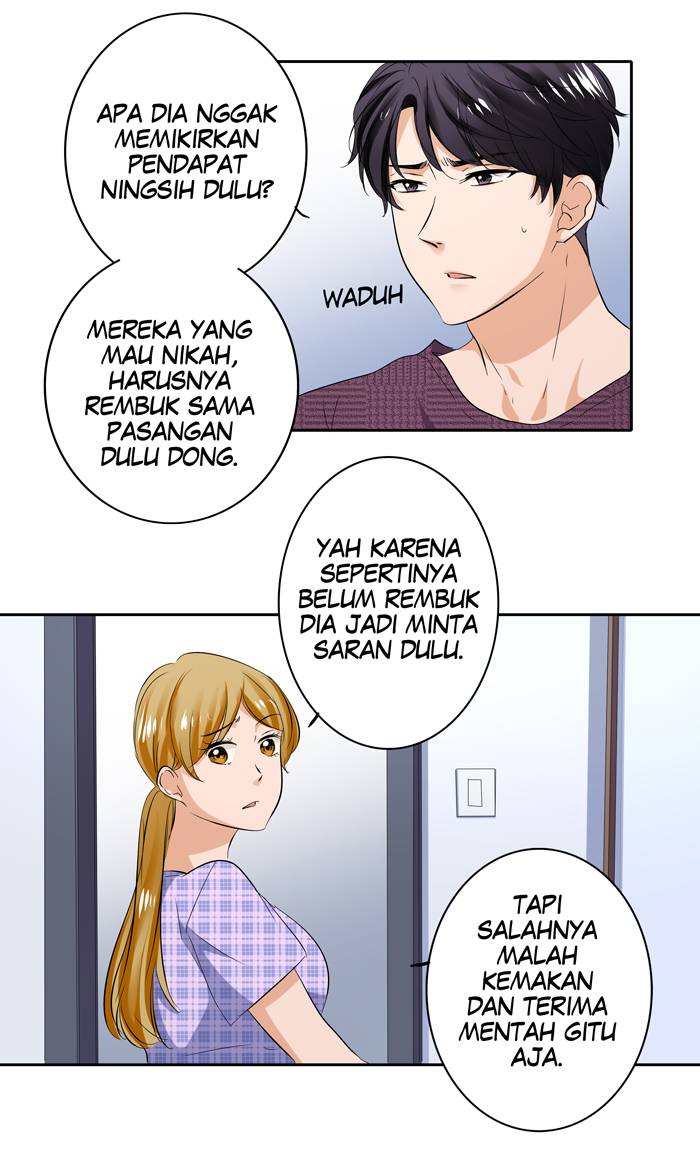 APA DIA NGGAK
MEMIKIRKAN
PENDAPAT
NINGSIH DULU?
WADUH
MEREKA YANG
MAU NIKAH,
HARUSNYA
REMBUK SAMA
PASANGAN
DULU DONG.
YAH KARENA
SEPERTINYA
BELUM REMBUK
DIA JADI MINTA
SARAN DULU.
TAPI
SALAHNYA
MALAH
KEMAKAN
DAN TERIMA
MENTAH GITU
AJA.